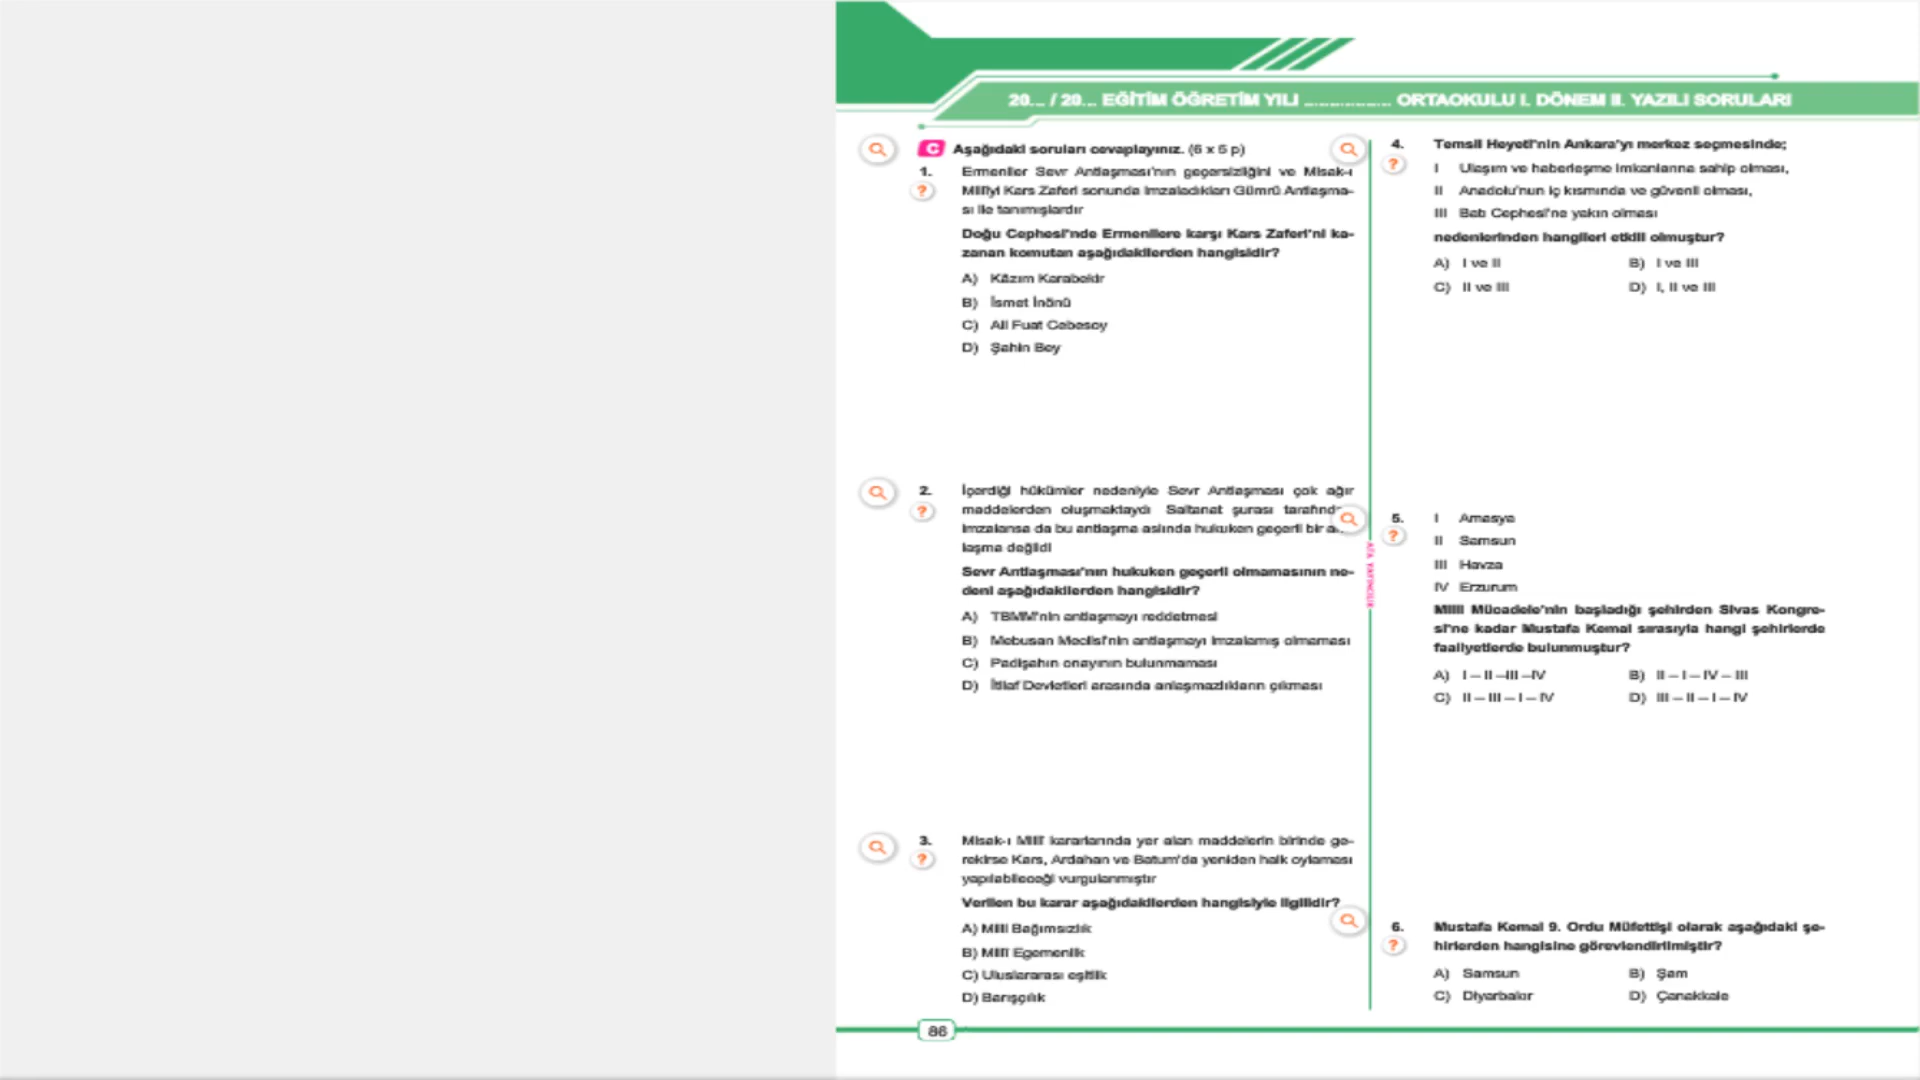 20... / 20... EĞİTİM ÖĞRETİM YILI .................. ORTAOKULU I. DÖNEM II. YAZILI SORULARI
C Aşağıdaki soruları cevaplayınız. (6 x 5 p)
1. Ermeniler Sevr Antlaşması'nın geçersizliğini ve Misak-ı
? Millî'yi Kars Zaferi sonunda imzaladıkları Gümrü Antlaşma-
sı ile tanımışlardır
Doğu Cephesi'nde Ermenilere karşı Kars Zaferi'ni ka-
zanan komutan aşağıdakilerden hangisidir?
A) Kâzım Karabekir
B) İsmet İnönü
C) Ali Fuat Cebesoy
D) Şahin Bey
2. İçerdiği hükümler nedeniyle Sevr Antlaşması çok ağır
? maddelerden oluşmaktaydı Saltanat şurası
imzalansa da bu antlaşma aslında hukuken geçerli bir
laşma değildi
Sevr Antlaşması'nın hukuken geçerli olmamasının ne-
deni aşağıdakilerden hangisidir?
A) TBMM'nin antlaşmayı reddetmesi
B) Mebusan Meclisi'nin antlaşmayı imzalamış olmaması
C) Padişahın onayının bulunmaması
D) İtilaf Devletleri arasında anlaşmazlıkların çıkması
3. Misak-ı Millî kararlarında yer alan maddelerin birinde ge-
? rekirse Kars, Ardahan ve Batum'da yeniden halk oylaması
yapılabileceği vurgulanmıştır
Verilen bu karar aşağıdakilerden hangisiyle ilgilidir?
A) Milli Bağımsızlık
B) Millî Egemenlik
C) Uluslararası eşitlik
D) Barışçılık
4. Temsil Heyeti'nin Ankara'yı merkez seçmesinde;
? I Ulaşım ve haberleşme imkanlarına sahip olması,
II Anadolu'nun iç kısmında ve güvenli olması,
III Batı Cephesi'ne yakın olması
nedenlerinden hangileri etkili olmuştur?
A) I ve II B) I ve III
C) II ve III D) I, II ve III
5. I Amasya
? II Samsun
III Havza
IV Erzurum
Milli Mücadele'nin başladığı şehirden Sivas Kongre-
si'ne kadar Mustafa Kemal sırasıyla hangi şehirlerde
faaliyetlerde bulunmuştur?
A) I – II –III –IV B) II – I – IV – III
C) II – III – I – IV D) III – II – I – IV
6. Mustafa Kemal 9. Ordu Müfettişi olarak aşağıdaki şe-
? hirlerden hangisine görevlendirilmiştir?
A) Samsun B) Şam
C) Diyarbakır D) Çanakkale
ATA YAYINCILIK
86